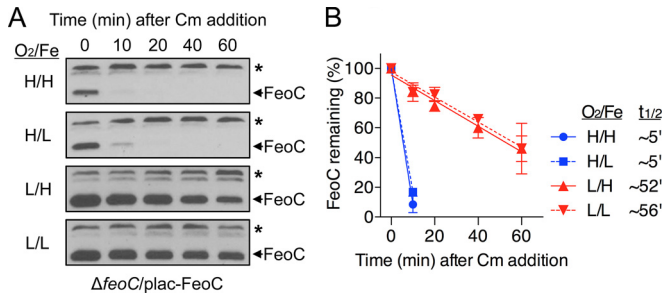 A
Time (min) after Cm addition
O2/Fe 0 10 20 40 60
H/H * FeoC
H/L * FeoC
L/H * FeoC
L/L * FeoC
ΔfeoC/plac-FeoC
B
FeoC remaining (%)
100
80
60
40
20
0
0 20 40 60
Time (min) after Cm addition
O2/Fe t1/2
H/H ~5'
H/L ~5'
L/H ~52'
L/L ~56'